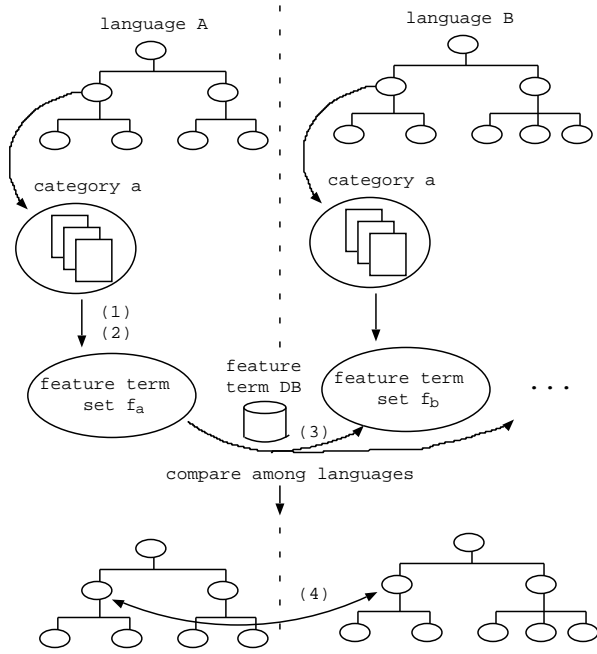 language A
language B
category a
category a
(1)
(2)
feature term
set fa
feature
term DB
feature term
set fb
. . .
(3)
compare among languages
(4)